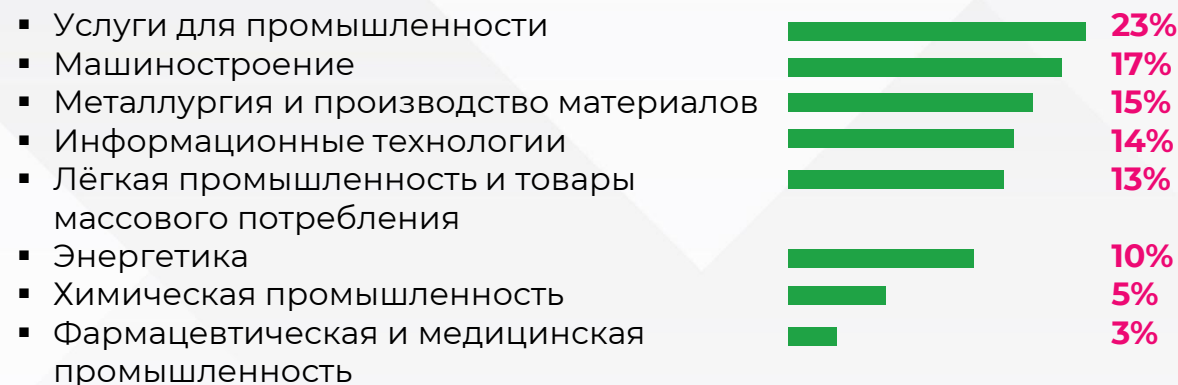 ▪ Услуги для промышленности 23%
▪ Машиностроение 17%
▪ Металлургия и производство материалов 15%
▪ Информационные технологии 14%
▪ Лёгкая промышленность и товары 13%
массового потребления
▪ Энергетика 10%
▪ Химическая промышленность 5%
▪ Фармацевтическая и медицинская 3%
промышленность